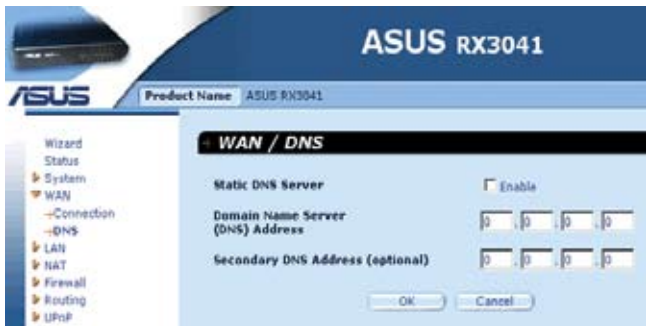 ASUS RX3041
ASUS
Product Name ASUS RX3041
Wizard
Status
System
WAN
Connection
DNS
LAN
NAT
Firewall
Routing
UPnP
WAN / DNS
Static DNS Server Enable
Domain Name Server
(DNS) Address 0 . 0 . 0 . 0
Secondary DNS Address (optional) 0 . 0 . 0 . 0
OK Cancel